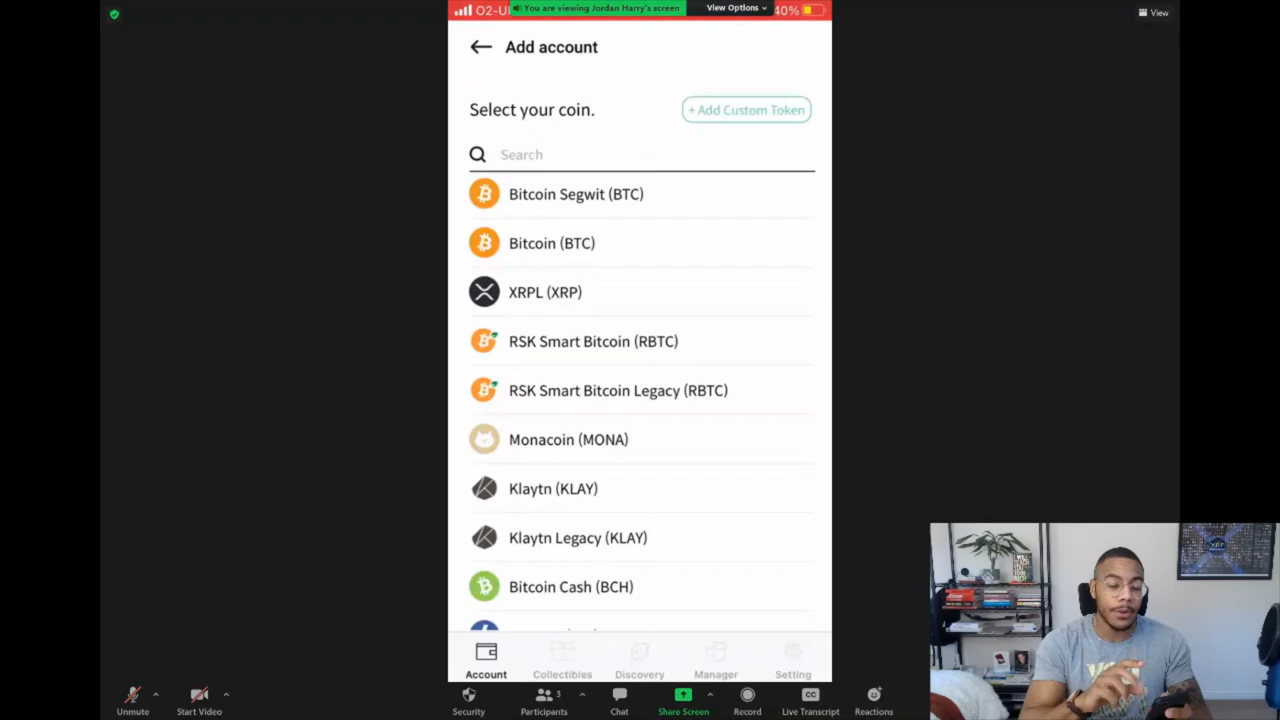 O2-U
You are viewing Jordan Harry's screen
View Options
40%
View
Add account
Select your coin.
+ Add Custom Token
Search
Bitcoin Segwit (BTC)
Bitcoin (BTC)
XRPL (XRP)
RSK Smart Bitcoin (RBTC)
RSK Smart Bitcoin Legacy (RBTC)
Monacoin (MONA)
Klaytn (KLAY)
Klaytn Legacy (KLAY)
Bitcoin Cash (BCH)
Account
Collectibles
Discovery
Manager
Setting
Unmute
Start Video
Security
Participants
3
Chat
Share Screen
Record
CC
Live Transcript
Reactions